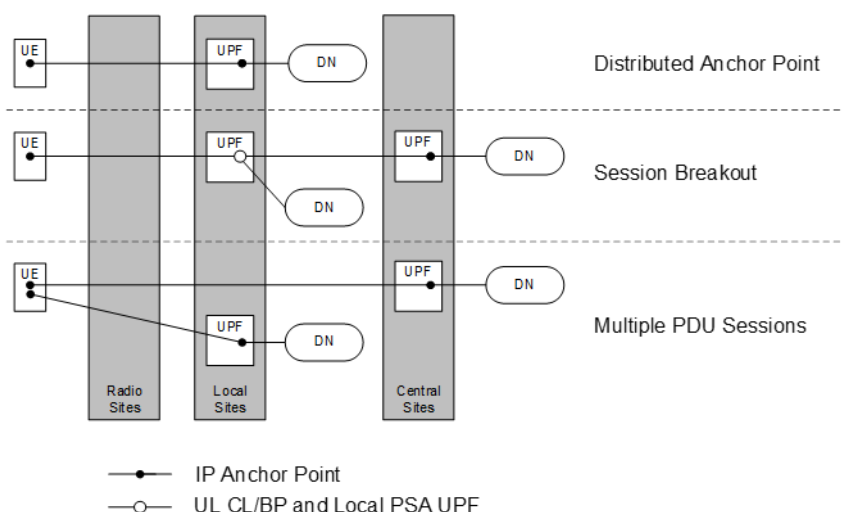 UE
UPF
DN
Distributed Anchor Point
UE
UPF
UPF
DN
Session Breakout
DN
UE
UPF
DN
Multiple PDU Sessions
UPF
DN
Radio
Sites
Local
Sites
Central
Sites
IP Anchor Point
UL CL/BP and Local PSA UPF